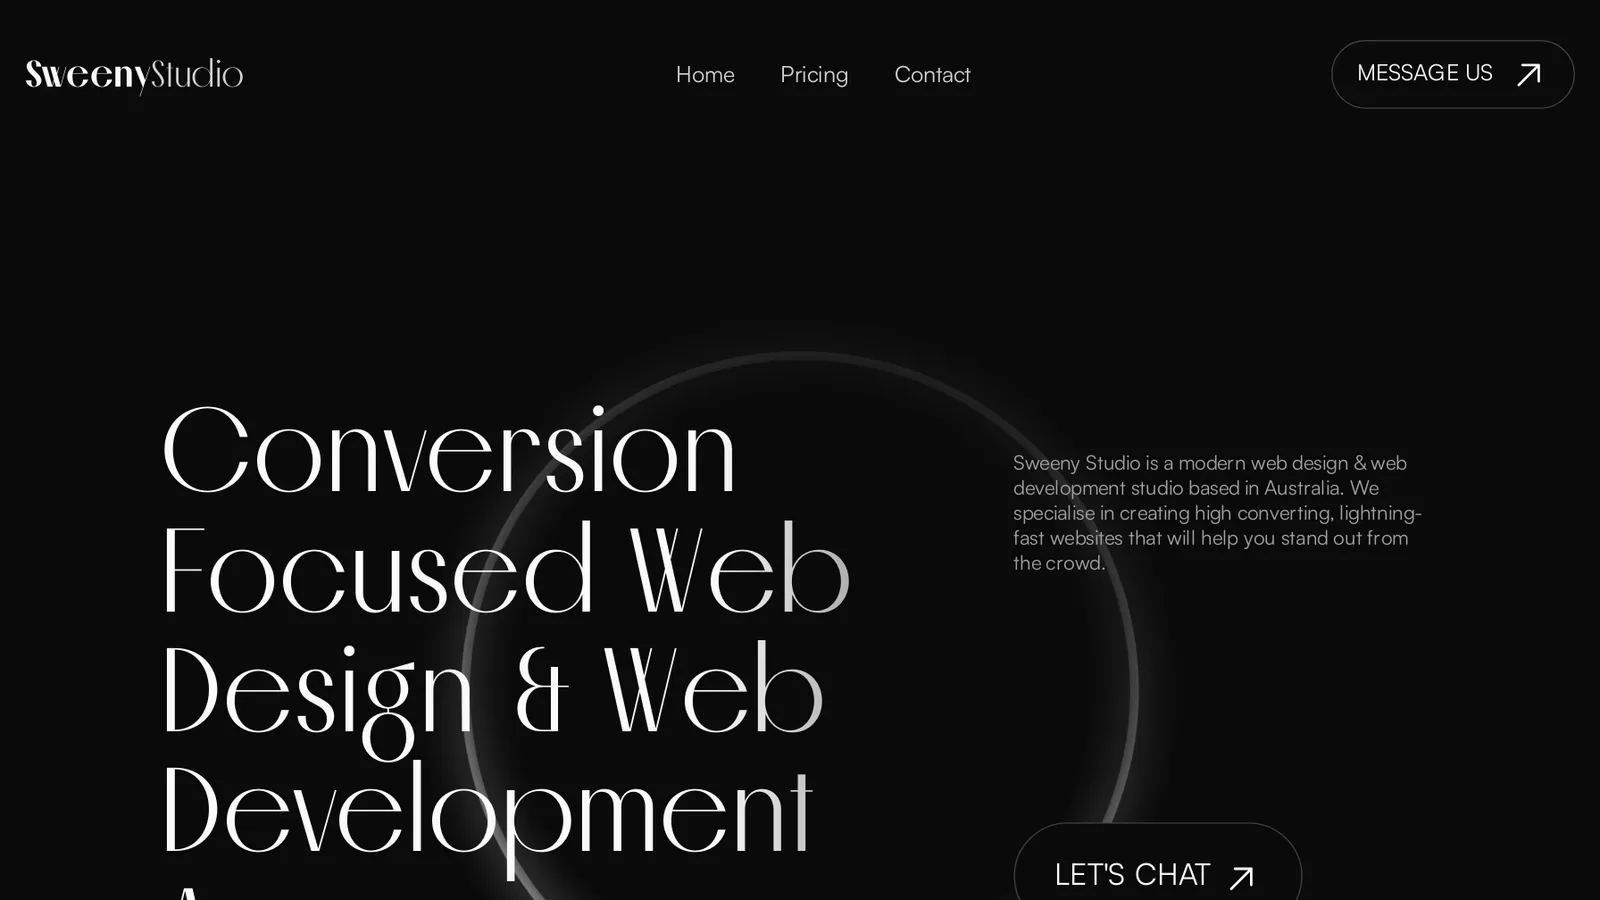 SweenyStudio
Home
Pricing
Contact
MESSAGE US
Conversion
Focused Web
Design & Web
Development
Sweeny Studio is a modern web design & web
development studio based in Australia. We
specialise in creating high converting, lightning-
fast websites that will help you stand out from
the crowd.
LET'S CHAT